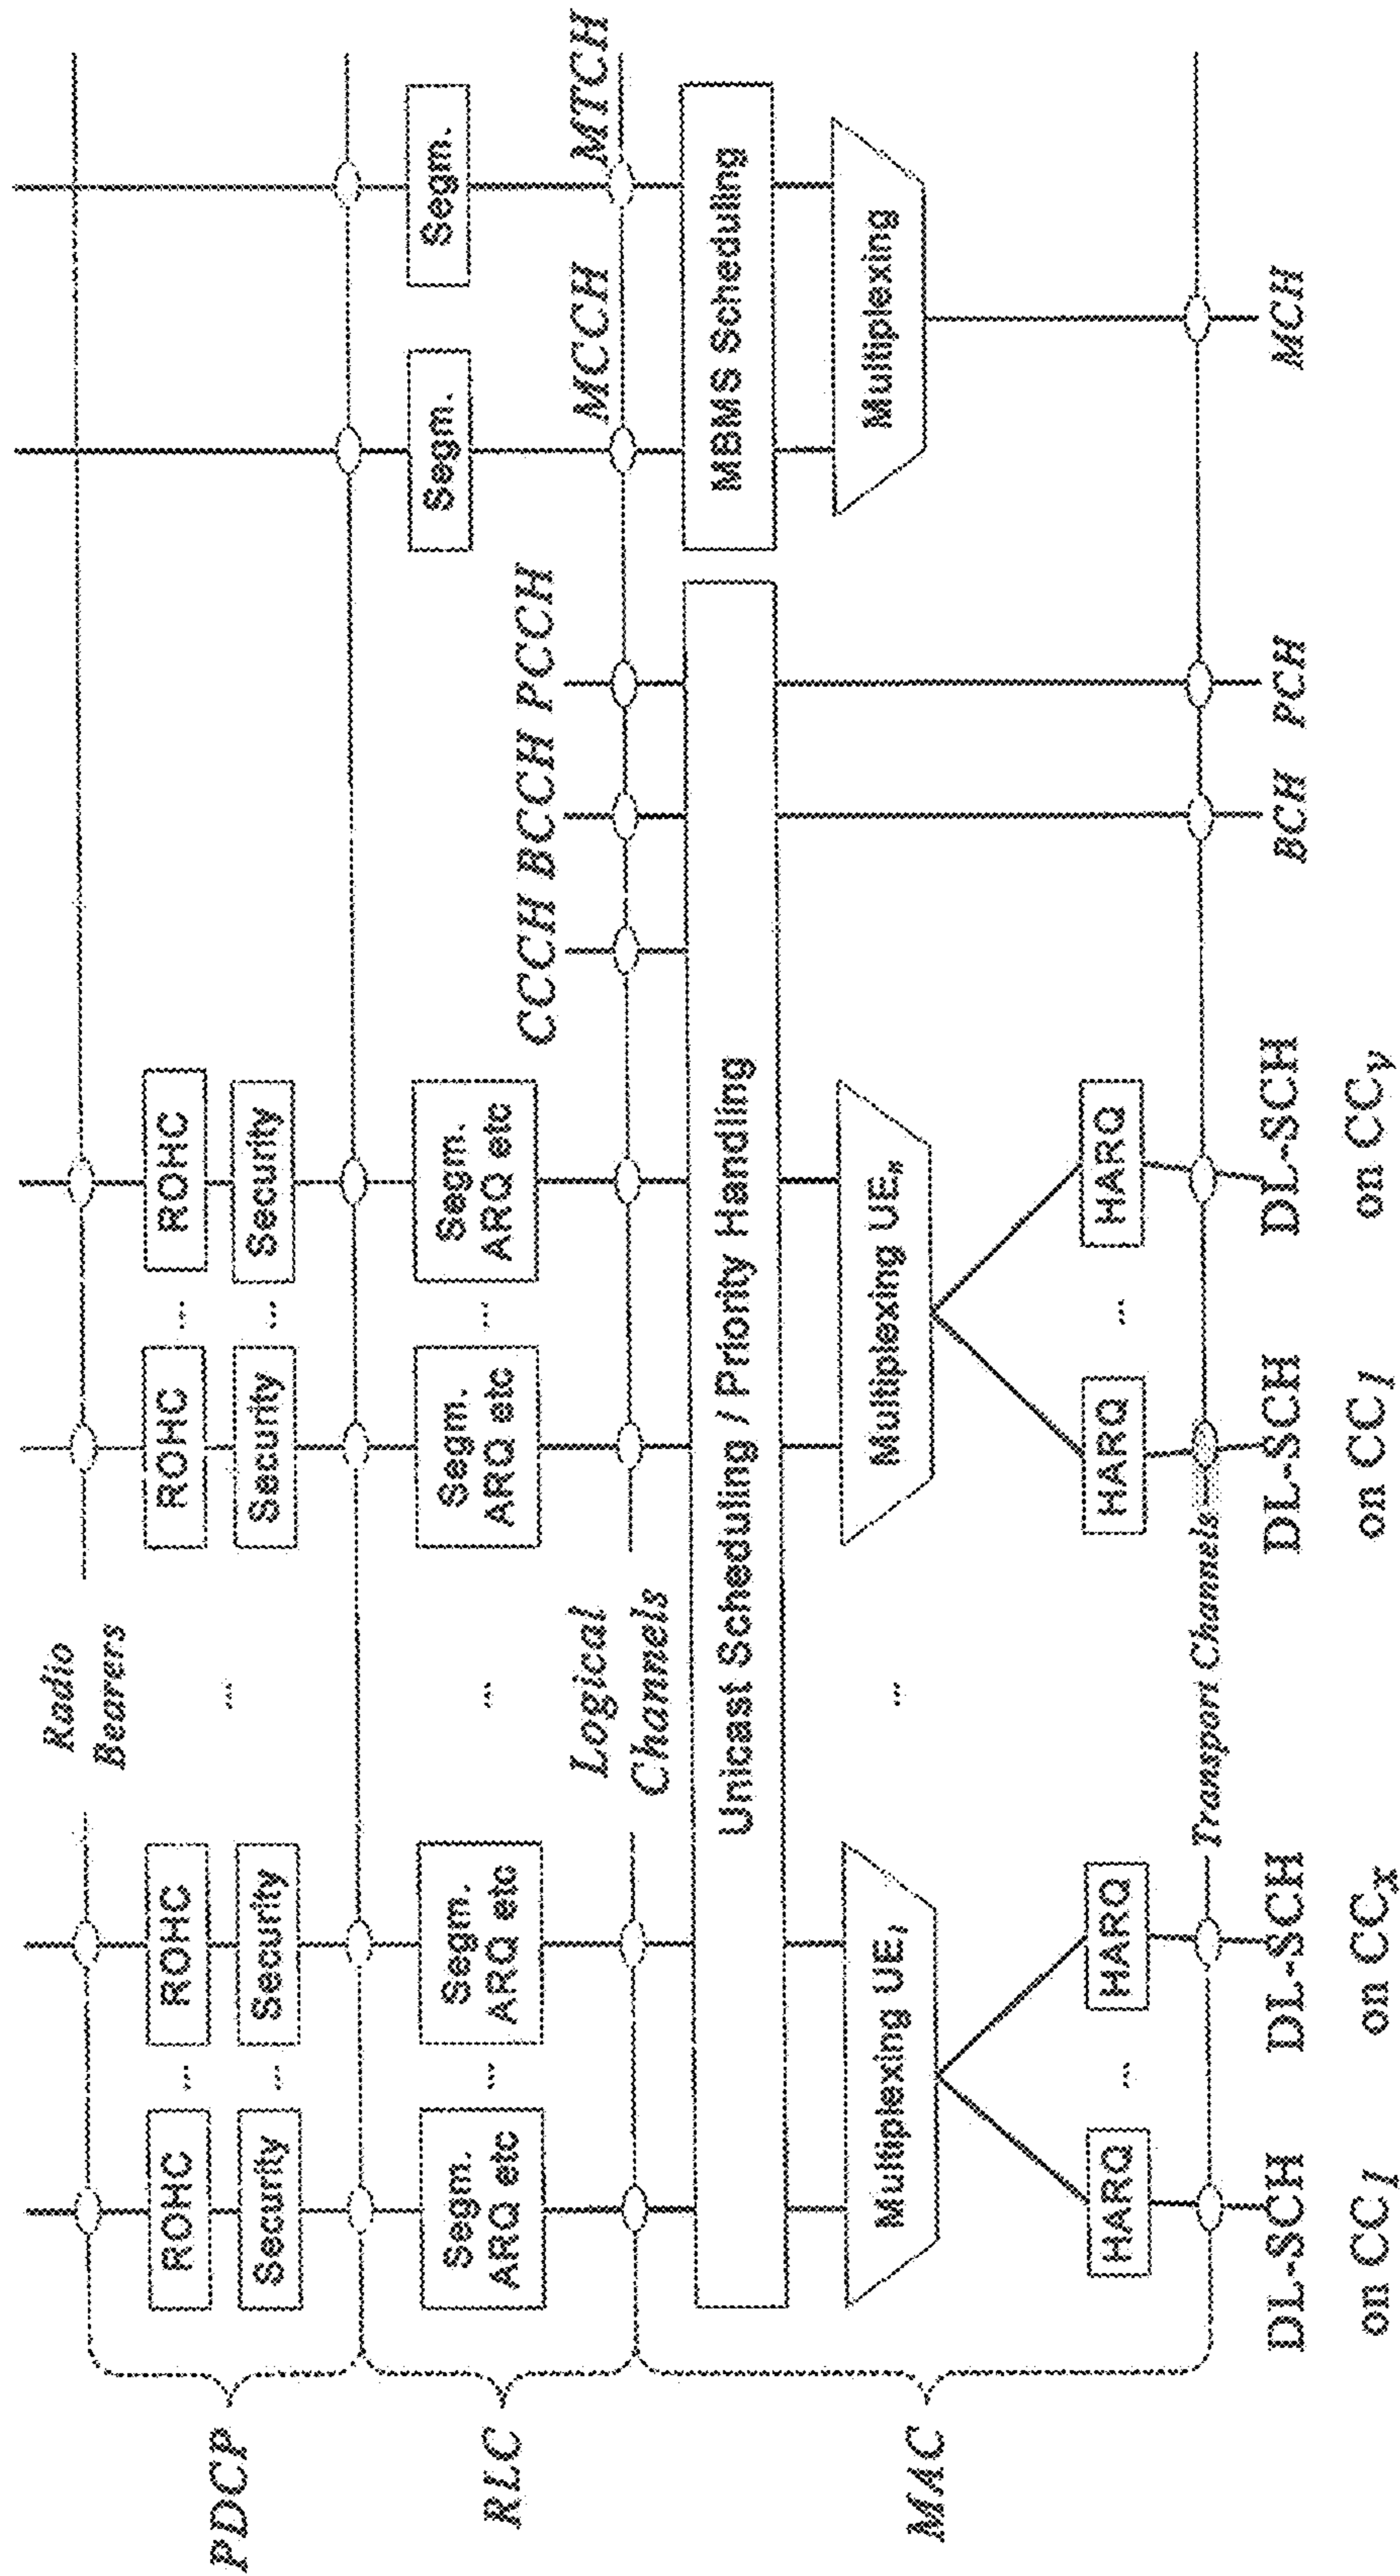 Radio
Bearers
PDCP
ROHC
...
ROHC
...
ROHC
...
ROHC
Security
...
Security
Security
...
Security
RLC
Segm.
ARQ etc
...
Segm.
ARQ etc
...
Segm.
ARQ etc
...
Segm.
ARQ etc
Segm.
Segm.
Logical
Channels
CCCH BCCH PCCH
MCCH
MTCH
MAC
Unicast Scheduling / Priority Handling
MBMS Scheduling
Multiplexing UE1
...
Multiplexing UEn
Multiplexing
HARQ
...
HARQ
HARQ
...
HARQ
Transport Channels
DL-SCH
on CC1
DL-SCH
on CCx
DL-SCH
on CC1
DL-SCH
on CCy
BCH
PCH
MCH